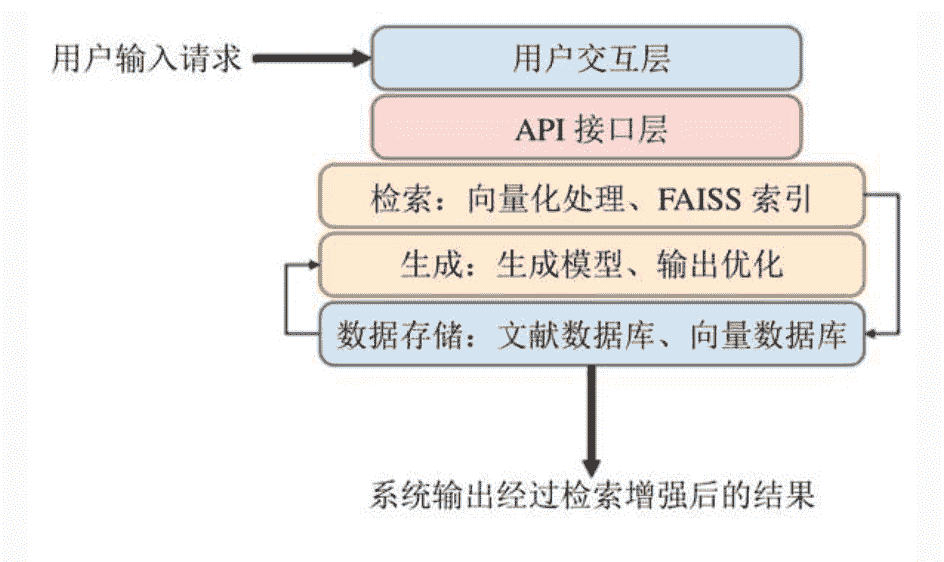 用户输入请求
用户交互层
API 接口层
检索：向量化处理、FAISS 索引
生成：生成模型、输出优化
数据存储：文献数据库、向量数据库
系统输出经过检索增强后的结果